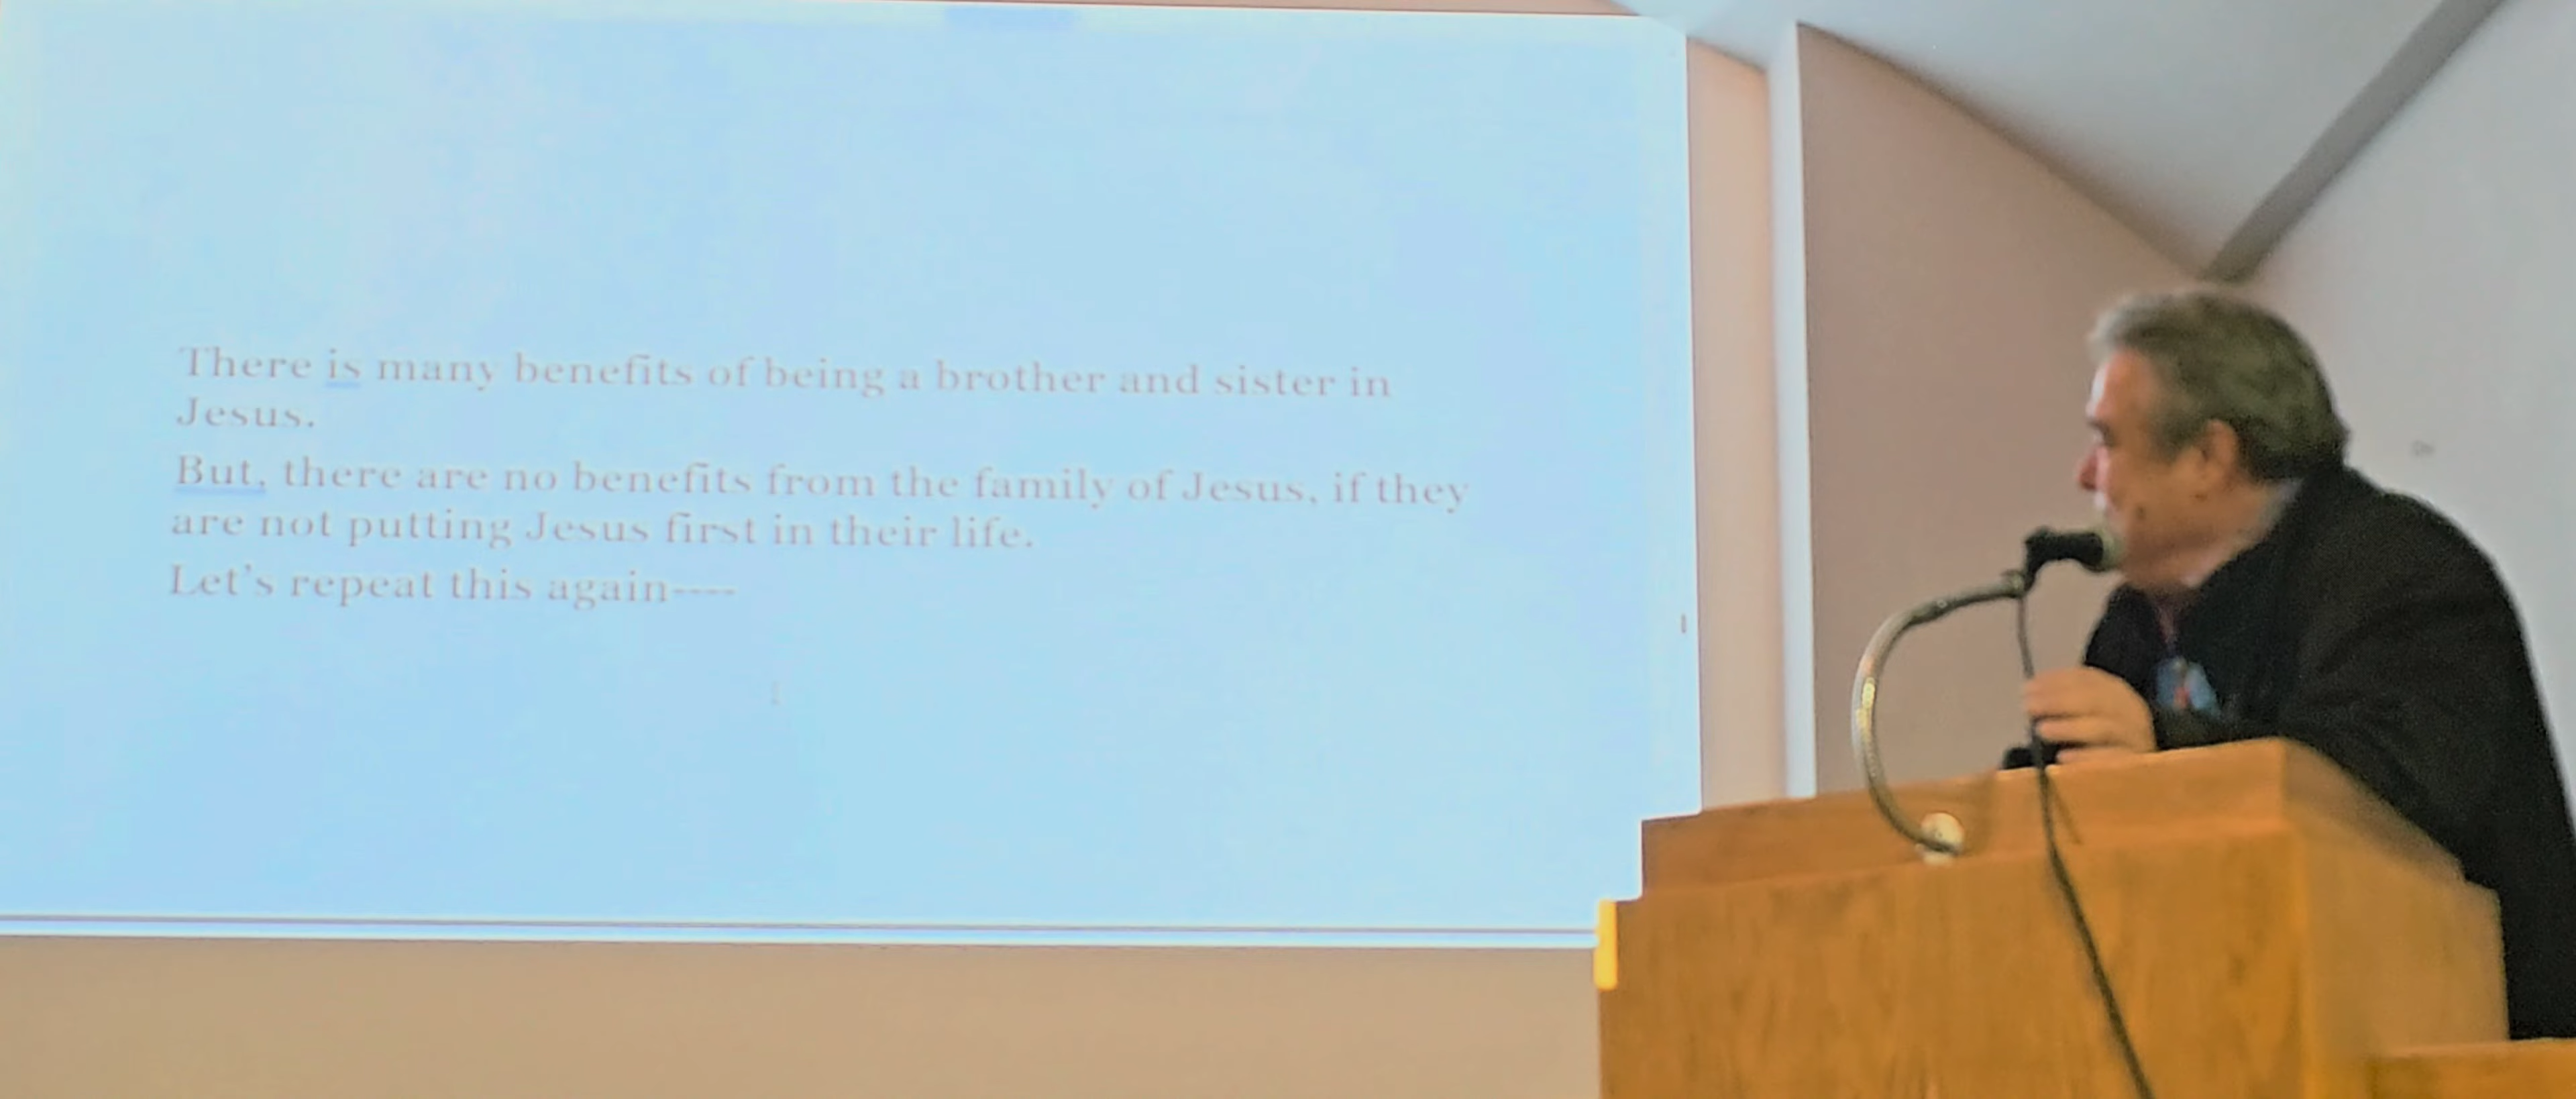 There is many benefits of being a brother and sister in
Jesus.
But, there are no benefits from the family of Jesus, if they
are not putting Jesus first in their life.
Let's repeat this again----